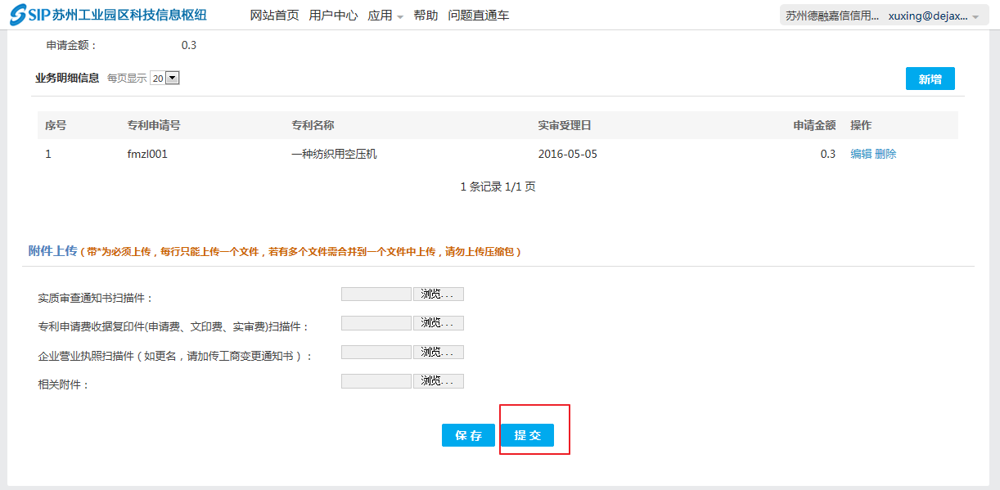 SIP苏州工业园区科技信息枢纽 网站首页 用户中心 应用 帮助 问题直通车 苏州德融嘉信信用... xuxing@dejax...
申请金额： 0.3
业务明细信息 每页显示 20 新增
序号 专利申请号 专利名称 实审受理日 申请金额 操作
1 fmzl001 一种纺织用空压机 2016-05-05 0.3 编辑 删除
1 条记录 1/1 页
附件上传（带*为必须上传，每行只能上传一个文件，若有多个文件需合并到一个文件中上传，请勿上传压缩包）
实质审查通知书扫描件： 浏览...
专利申请费收据复印件(申请费、文印费、实审费)扫描件： 浏览...
企业营业执照扫描件（如更名，请加传工商变更通知书）： 浏览...
相关附件： 浏览...
保 存 提 交